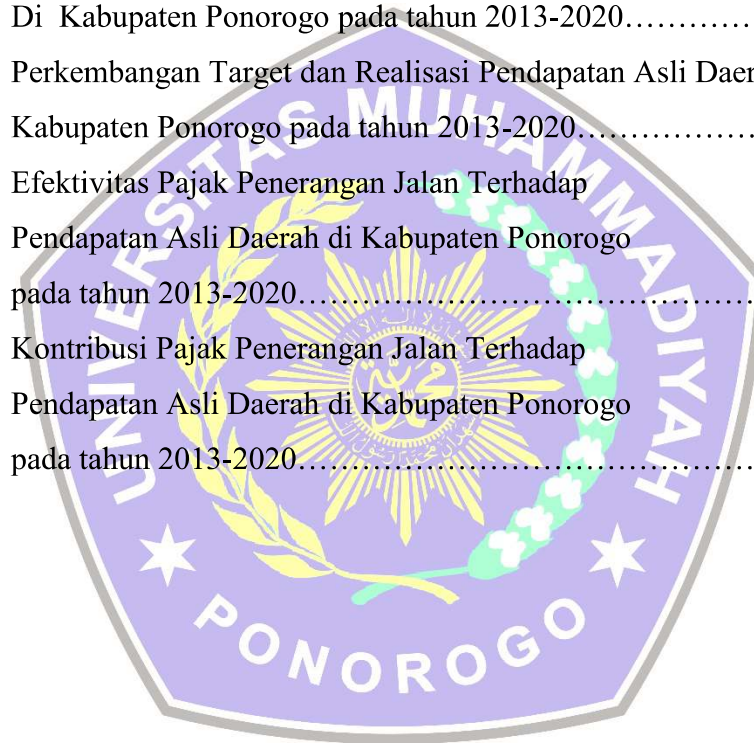 Di  Kabupaten Ponorogo pada tahun 2013-2020…………
Perkembangan Target dan Realisasi Pendapatan Asli
Kabupaten Ponorogo pada tahun 2013-2020………………
Efektivitas Pajak Penerangan Jalan Terhadap
Pendapatan Asli Daerah di Kabupaten Ponorogo
pada tahun 2013-2020……………………………………
Kontribusi Pajak Penerangan Jalan Terhadap
Pendapatan Asli Daerah di Kabupaten Ponorogo
pada tahun 2013-2020……………………………………
UNIVERSITAS MUHAMMADIYAH
PONOROGO